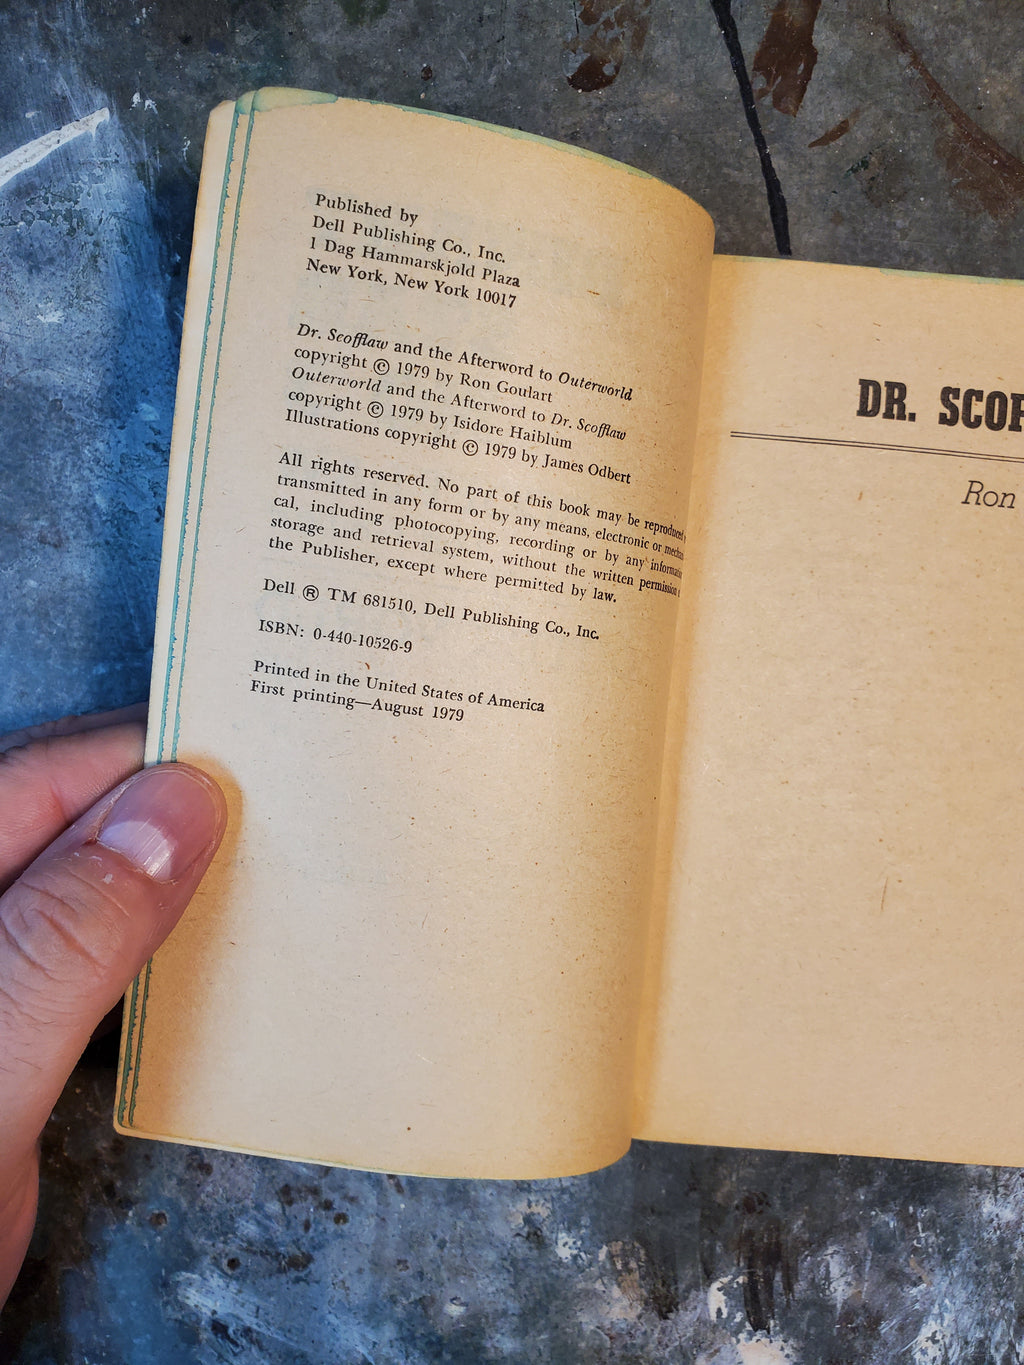 Published by
Dell Publishing Co., Inc.
1 Dag Hammarskjold Plaza
New York, New York 10017
Dr. Scofflaw and the Afterword to Outerworld
copyright © 1979 by Ron Goulart
Outerworld and the Afterword to Dr. Scofflaw
copyright © 1979 by Isidore Haiblum
Illustrations copyright © 1979 by James Odbert
All rights reserved. No part of this book may be reproduced
transmitted in any form or by any means, electronic or
cal, including photocopying, recording or by any
storage and retrieval system, without the written permission
the Publisher, except where permitted by law.
Dell ® TM 681510, Dell Publishing Co., Inc.
ISBN: 0-440-10526-9
Printed in the United States of America
First printing—August 1979
DR. SCOF
Ron